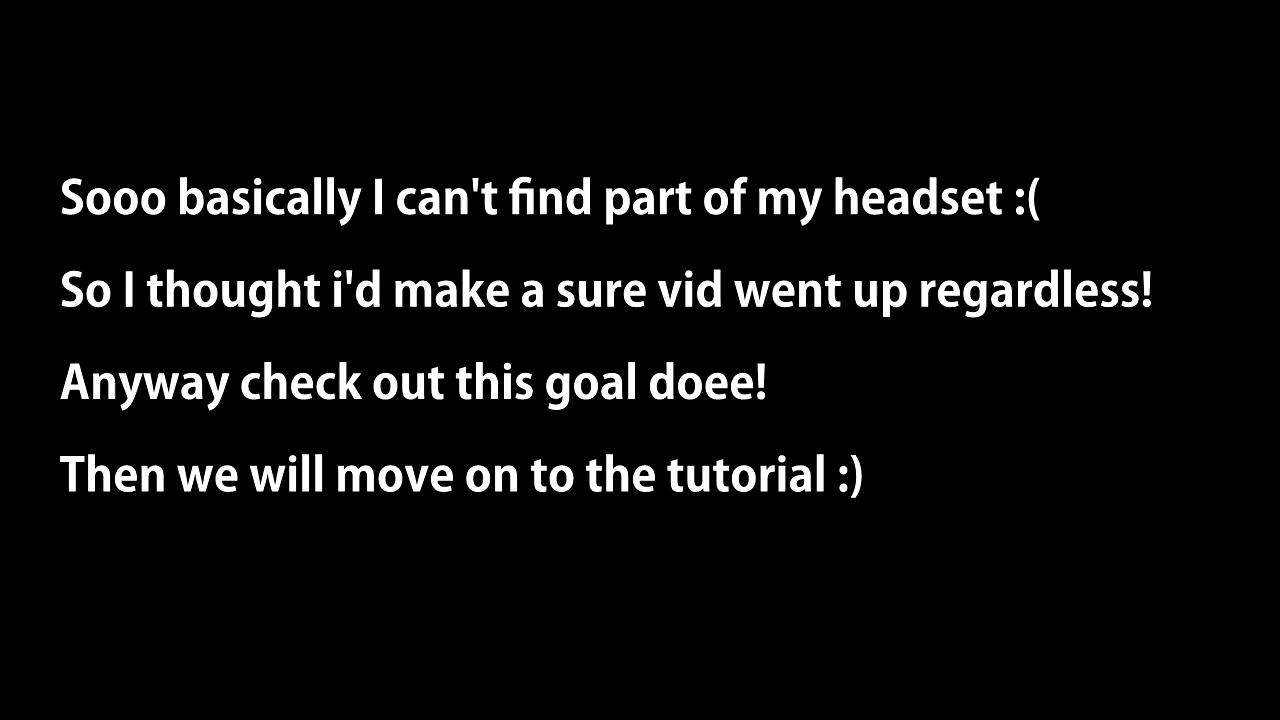 Sooo basically I can't find part of my headset :(
So I thought i'd make a sure vid went up regardless!
Anyway check out this goal doee!
Then we will move on to the tutorial :)